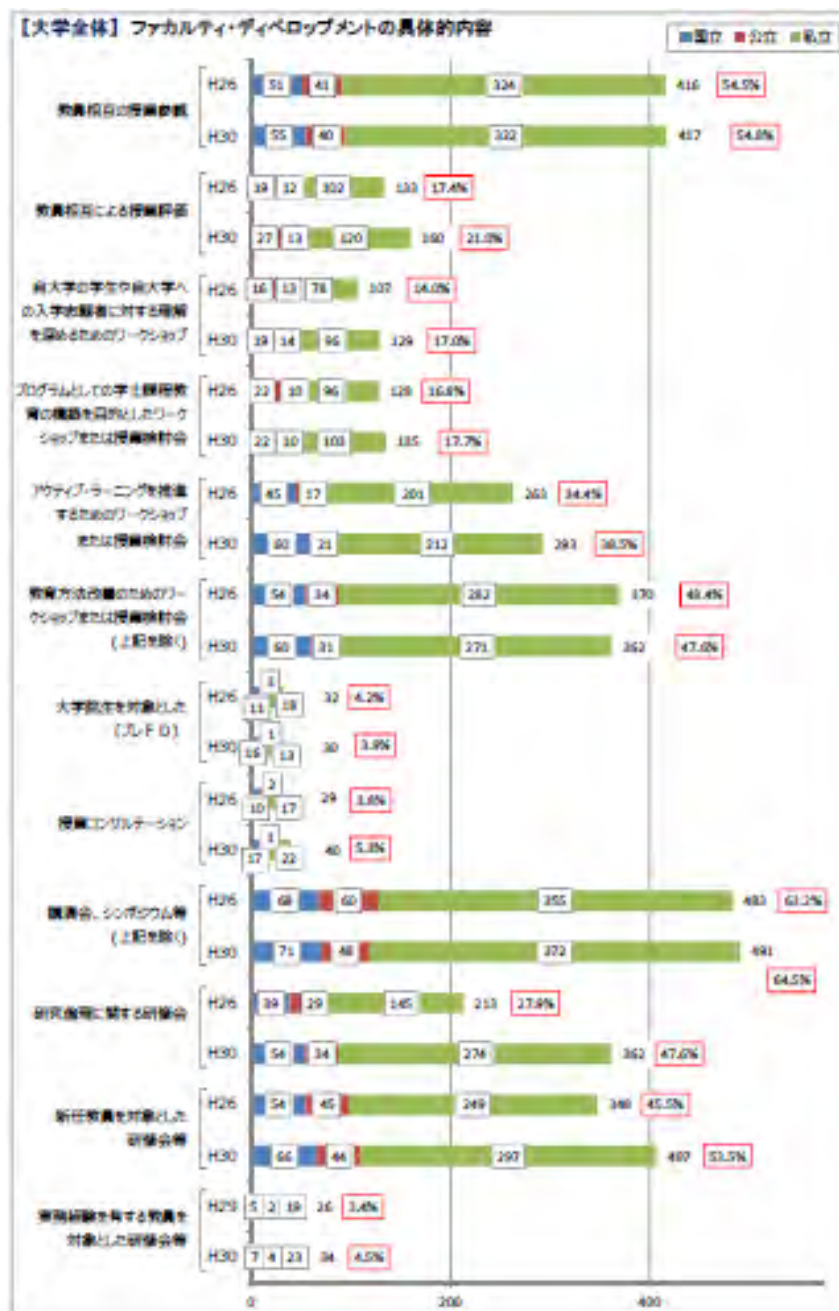 【大学全体】 ファカルティ・ディベロップメントの具体的内容
■国立 ■公立 ■私立
教員相互の授業参観
H26 51 41 324 416 54.5%
H30 55 40 332 417 54.8%
教員相互による授業評価
H26 19 12 102 133 17.4%
H30 27 13 120 160 21.0%
自大学の学生や自大学へ
の入学志願者に対する理解
を深めるためのワークショップ
H26 16 13 78 107 14.0%
H30 19 14 96 129 17.0%
プログラムとしての学士課程教
育の構築を目的としたワーク
ショップまたは授業検討会
H26 22 10 96 128 16.8%
H30 22 10 103 135 17.7%
アクティブ・ラーニングを推進
するためのワークショップ
または授業検討会
H26 45 17 201 263 34.4%
H30 60 21 212 293 38.5%
教育方法改善のためのワー
クショップまたは授業検討会
(上記を除く)
H26 54 34 282 370 48.4%
H30 60 31 271 362 47.6%
大学院生を対象とした
(プレFD)
H26 11 18 32 4.2%
H30 16 1 13 30 3.9%
授業コンサルテーション
H26 10 2 17 29 3.8%
H30 17 1 22 40
講演会、シンポジウム等
(上記を除く)
H26 68 60 355 483 63.2%
H30 71 48 372 491
64.5%
研究倫理に関する研修会
H26 39 29 145 213 27.9%
H30 54 34 274 362 47.6%
新任教員を対象とした
研修会等
H26 54 45 249 348 45.5%
H30 66 44 297 407 53.5%
実務経験を有する教員を
対象とした研修会等
H29 5 2 19 26 3.4%
H30 7 4 23 34 4.5%
0 200 400